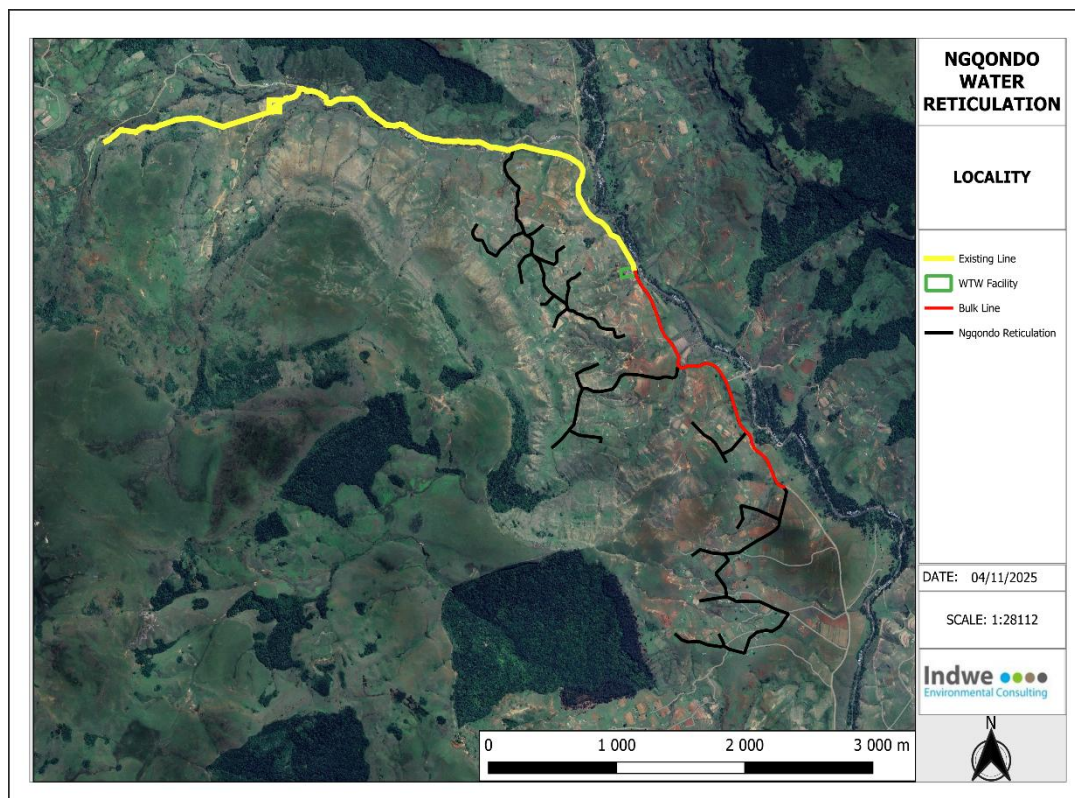 NGQONDO
WATER
RETICULATION
LOCALITY
Existing Line
WTW Facility
Bulk Line
Ngqondo Reticulation
DATE: 04/11/2025
SCALE: 1:28112
Indwe
Environmental Consulting
N
0 1 000 2 000 3 000 m